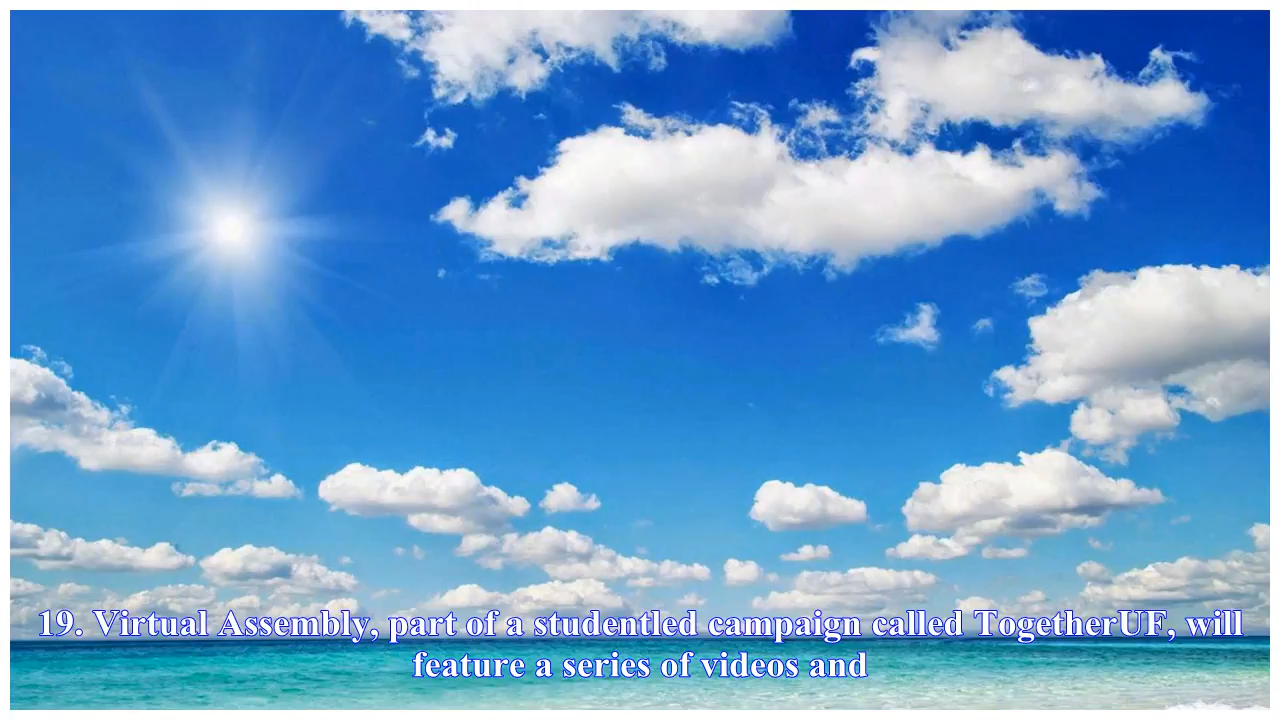 19. Virtual Assembly, part of a studentled campaign called TogetherUF, will
feature a series of videos and